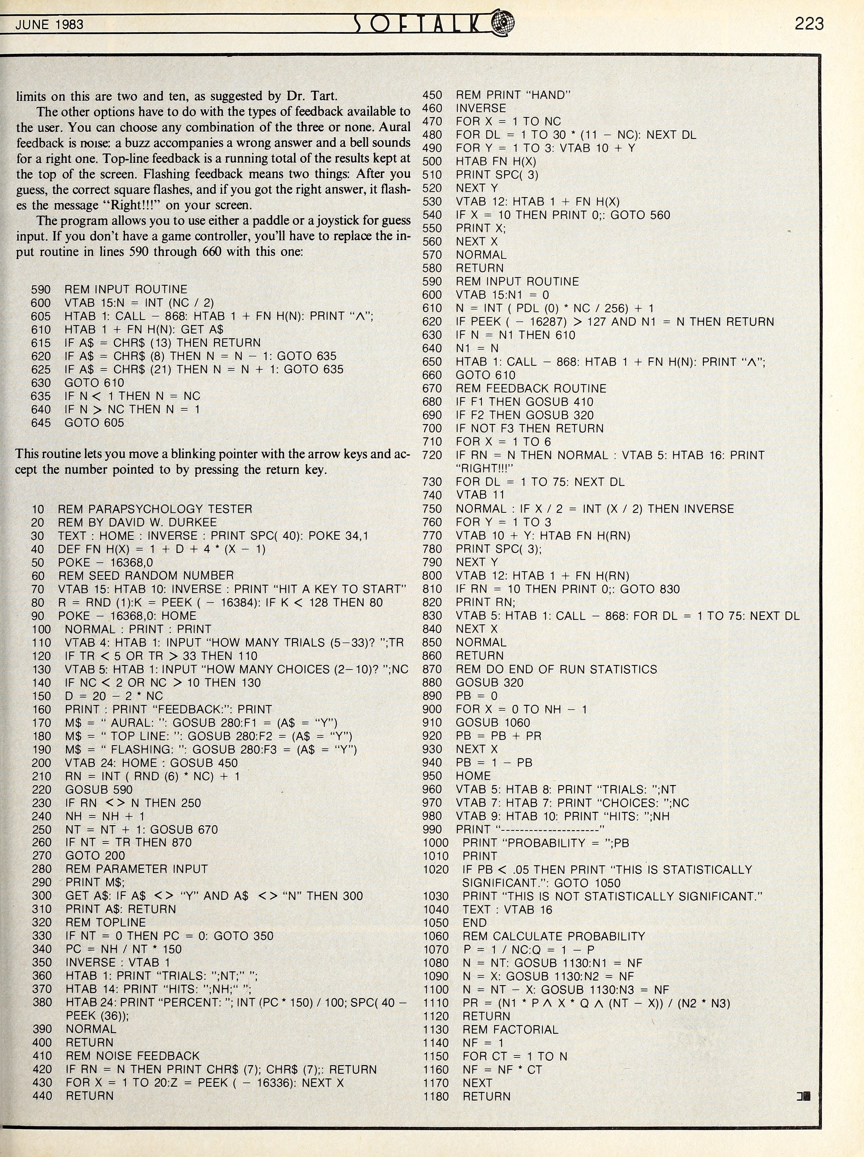 JUNE 1983
SOFTALK
223
limits on this are two and ten, as suggested by Dr. Tart.
The other options have to do with the types of feedback available to
the user. You can choose any combination of the three or none. Aural
feedback is noise: a buzz accompanies a wrong answer and a bell sounds
for a right one. Top-line feedback is a running total of the results kept at
the top of the screen. Flashing feedback means two things: After you
guess, the correct square flashes, and if you got the right answer, it flash-
es the message "Right!!!" on your screen.
The program allows you to use either a paddle or a joystick for guess
input. If you don't have a game controller, you'll have to replace the in-
put routine in lines 590 through 660 with this one:
590 REM INPUT ROUTINE
600 VTAB 15:N = INT (NC / 2)
605 HTAB 1: CALL – 868: HTAB 1 + FN H(N): PRINT "Λ";
610 HTAB 1 + FN H(N): GET A$
615 IF A$ = CHR$ (13) THEN RETURN
620 IF A$ = CHR$ (8) THEN N = N – 1: GOTO 635
625 IF A$ = CHR$ (21) THEN N = N + 1: GOTO 635
630 GOTO 610
635 IF N < 1 THEN N = NC
640 IF N > NC THEN N = 1
645 GOTO 605
This routine lets you move a blinking pointer with the arrow keys and ac-
cept the number pointed to by pressing the return key.
10 REM PARAPSYCHOLOGY TESTER
20 REM BY DAVID W. DURKEE
30 TEXT : HOME : INVERSE : PRINT SPC( 40): POKE 34,1
40 DEF FN H(X) = 1 + D + 4 * (X – 1)
50 POKE – 16368,0
60 REM SEED RANDOM NUMBER
70 VTAB 15: HTAB 10: INVERSE : PRINT "HIT A KEY TO START"
80 R = RND (1):K = PEEK ( – 16384): IF K < 128 THEN 80
90 POKE – 16368,0: HOME
100 NORMAL : PRINT : PRINT
110 VTAB 4: HTAB 1: INPUT "HOW MANY TRIALS (5–33)? ";TR
120 IF TR < 5 OR TR > 33 THEN 110
130 VTAB 5: HTAB 1: INPUT "HOW MANY CHOICES (2–10)? ";NC
140 IF NC < 2 OR NC > 10 THEN 130
150 D = 20 – 2 * NC
160 PRINT : PRINT "FEEDBACK:": PRINT
170 M$ = " AURAL: ": GOSUB 280:F1 = (A$ = "Y")
180 M$ = " TOP LINE: ": GOSUB 280:F2 = (A$ = "Y")
190 M$ = " FLASHING: ": GOSUB 280:F3 = (A$ = "Y")
200 VTAB 24: HOME : GOSUB 450
210 RN = INT ( RND (6) * NC) + 1
220 GOSUB 590
230 IF RN <> N THEN 250
240 NH = NH + 1
250 NT = NT + 1: GOSUB 670
260 IF NT = TR THEN 870
270 GOTO 200
280 REM PARAMETER INPUT
290 PRINT M$;
300 GET A$: IF A$ <> "Y" AND A$ <> "N" THEN 300
310 PRINT A$: RETURN
320 REM TOPLINE
330 IF NT = 0 THEN PC = 0: GOTO 350
340 PC = NH / NT * 150
350 INVERSE : VTAB 1
360 HTAB 1: PRINT "TRIALS: ";NT;" ";
370 HTAB 14: PRINT "HITS: ";NH;" ";
380 HTAB 24: PRINT "PERCENT: "; INT (PC * 150) / 100; SPC( 40 –
PEEK (36));
390 NORMAL
400 RETURN
410 REM NOISE FEEDBACK
420 IF RN = N THEN PRINT CHR$ (7); CHR$ (7);: RETURN
430 FOR X = 1 TO 20:Z = PEEK ( – 16336): NEXT X
440 RETURN
450 REM PRINT "HAND"
460 INVERSE
470 FOR X = 1 TO NC
480 FOR DL = 1 TO 30 * (11 – NC): NEXT DL
490 FOR Y = 1 TO 3: VTAB 10 + Y
500 HTAB FN H(X)
510 PRINT SPC( 3)
520 NEXT Y
530 VTAB 12: HTAB 1 + FN H(X)
540 IF X = 10 THEN PRINT 0;: GOTO 560
550 PRINT X;
560 NEXT X
570 NORMAL
580 RETURN
590 REM INPUT ROUTINE
600 VTAB 15:N1 = 0
610 N = INT ( PDL (0) * NC / 256) + 1
620 IF PEEK ( – 16287) > 127 AND N1 = N THEN RETURN
630 IF N = N1 THEN 610
640 N1 = N
650 HTAB 1: CALL – 868: HTAB 1 + FN H(N): PRINT "Λ";
660 GOTO 610
670 REM FEEDBACK ROUTINE
680 IF F1 THEN GOSUB 410
690 IF F2 THEN GOSUB 320
700 IF NOT F3 THEN RETURN
710 FOR X = 1 TO 6
720 IF RN = N THEN NORMAL : VTAB 5: HTAB 16: PRINT
"RIGHT!!!"
730 FOR DL = 1 TO 75: NEXT DL
740 VTAB 11
750 NORMAL : IF X / 2 = INT (X / 2) THEN INVERSE
760 FOR Y = 1 TO 3
770 VTAB 10 + Y: HTAB FN H(RN)
780 PRINT SPC( 3);
790 NEXT Y
800 VTAB 12: HTAB 1 + FN H(RN)
810 IF RN = 10 THEN PRINT 0;: GOTO 830
820 PRINT RN;
830 VTAB 5: HTAB 1: CALL – 868: FOR DL = 1 TO 75: NEXT DL
840 NEXT X
850 NORMAL
860 RETURN
870 REM DO END OF RUN STATISTICS
880 GOSUB 320
890 PB = 0
900 FOR X = 0 TO NH – 1
910 GOSUB 1060
920 PB = PB + PR
930 NEXT X
940 PB = 1 – PB
950 HOME
960 VTAB 5: HTAB 8: PRINT "TRIALS: ";NT
970 VTAB 7: HTAB 7: PRINT "CHOICES: ";NC
980 VTAB 9: HTAB 10: PRINT "HITS: ";NH
990 PRINT "---------------------"
1000 PRINT "PROBABILITY = ";PB
1010 PRINT
1020 IF PB < .05 THEN PRINT "THIS IS STATISTICALLY
SIGNIFICANT.": GOTO 1050
1030 PRINT "THIS IS NOT STATISTICALLY SIGNIFICANT."
1040 TEXT : VTAB 16
1050 END
1060 REM CALCULATE PROBABILITY
1070 P = 1 / NC:Q = 1 – P
1080 N = NT: GOSUB 1130:N1 = NF
1090 N = X: GOSUB 1130:N2 = NF
1100 N = NT – X: GOSUB 1130:N3 = NF
1110 PR = (N1 * P Λ X * Q Λ (NT – X)) / (N2 * N3)
1120 RETURN
1130 REM FACTORIAL
1140 NF = 1
1150 FOR CT = 1 TO N
1160 NF = NF * CT
1170 NEXT
1180 RETURN